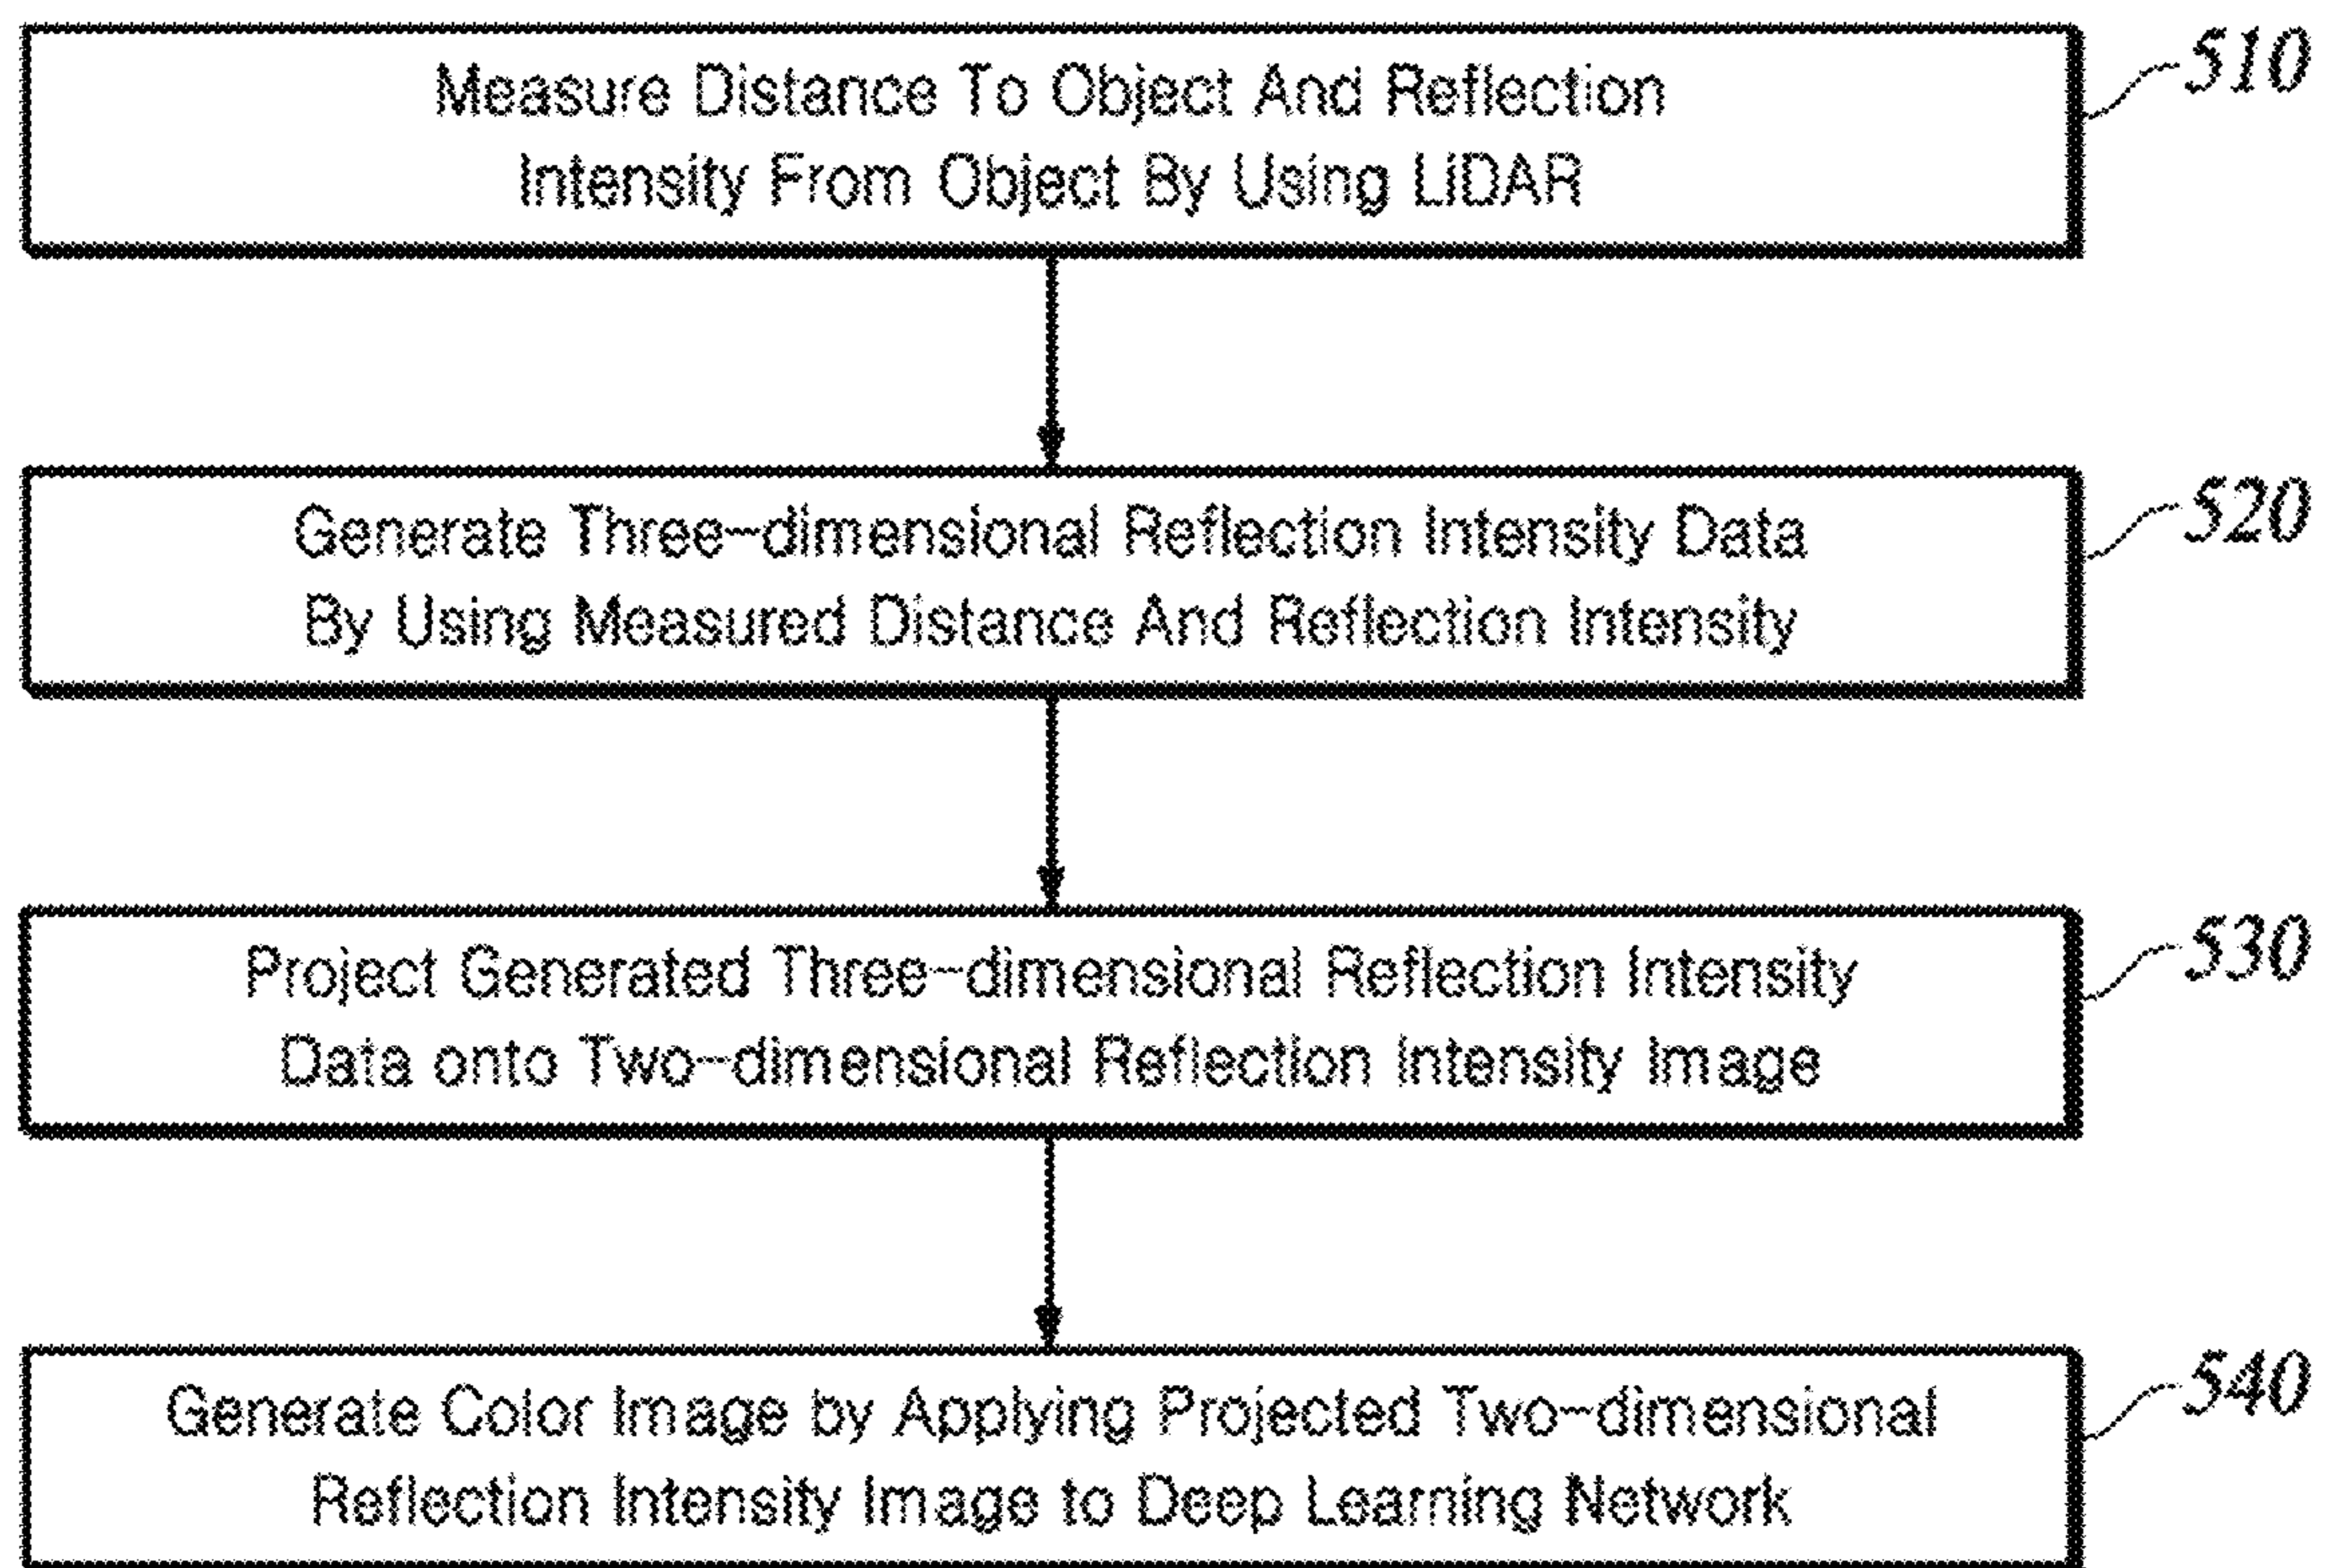 Measure Distance To Object And Reflection
Intensity From Object By Using LiDAR
510
Generate Three-dimensional Reflection Intensity Data
By Using Measured Distance And Reflection Intensity
520
Project Generated Three-dimensional Reflection Intensity
Data onto Two-dimensional Reflection Intensity Image
530
Generate Color Image by Applying Projected Two-dimensional
Reflection Intensity Image to Deep Learning Network
540